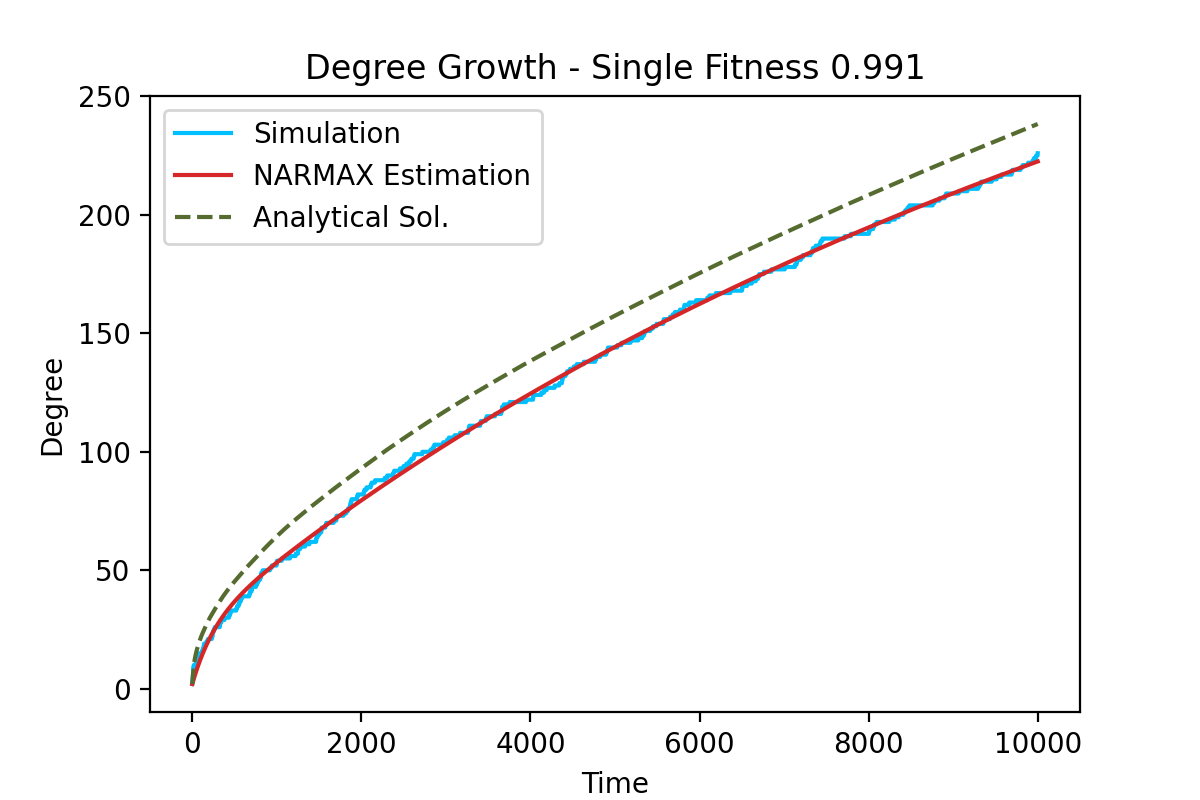 Degree Growth - Single Fitness 0.991
250
200
150
100
50
0
Degree
Simulation
NARMAX Estimation
Analytical Sol.
0 2000 4000 6000 8000 10000
Time